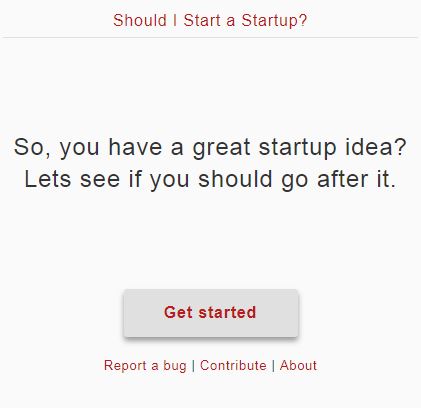 Should I Start a Startup?
So, you have a great startup idea?
Lets see if you should go after it.
Get started
Report a bug | Contribute | About